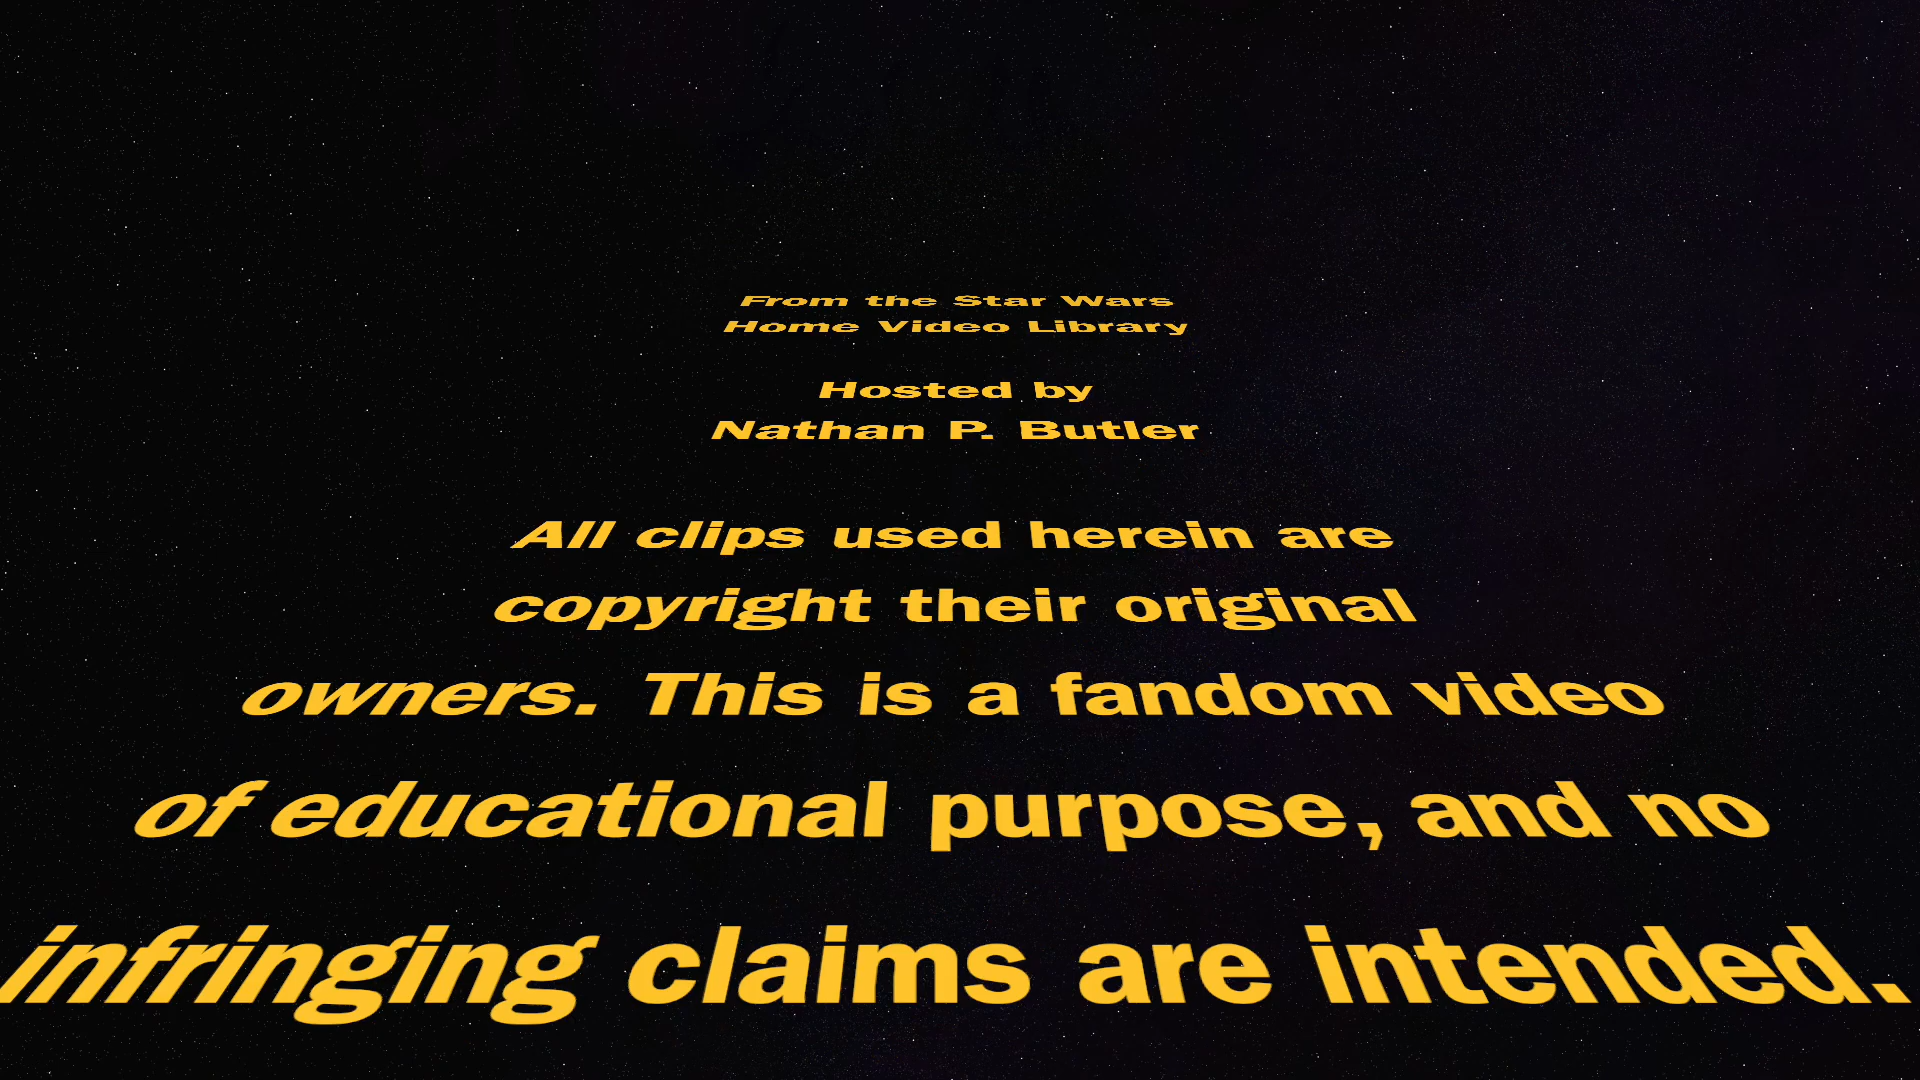 From the Star Wars
Home Video Library
Hosted by
Nathan P. Butler
All clips used herein are
copyright their original
owners. This is a fandom video
of educational purpose, and no
infringing claims are intended.